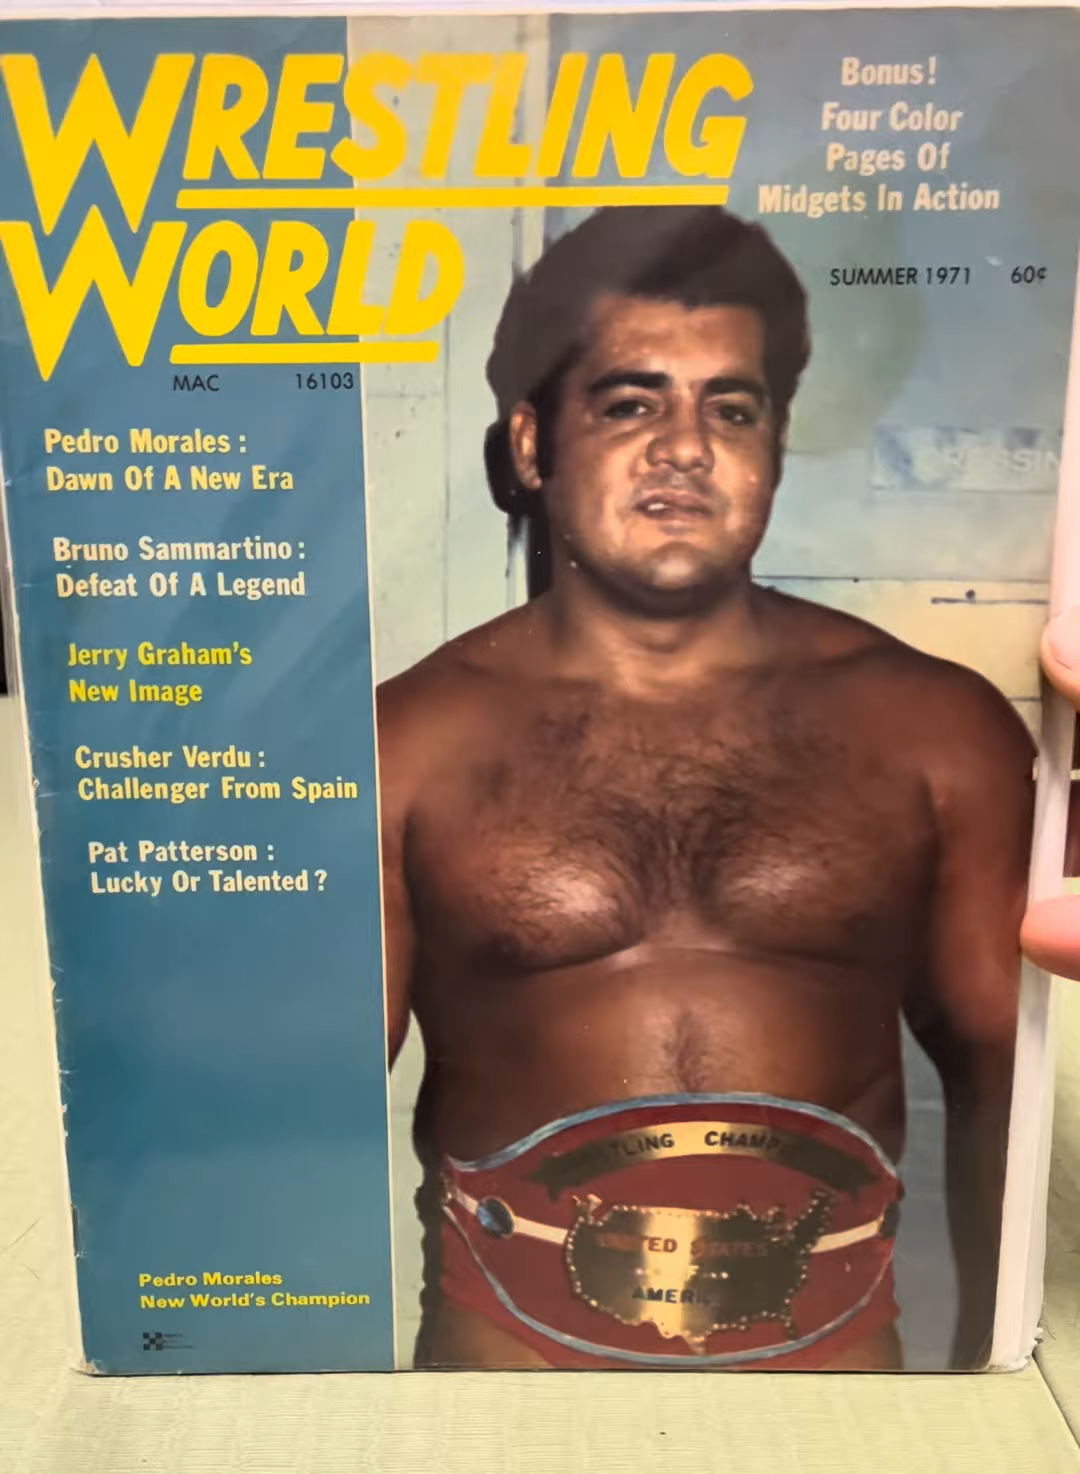 WRESTLING
WORLD
MAC 16103
Bonus!
Four Color
Pages Of
Midgets In Action
SUMMER 1971 60¢
Pedro Morales:
Dawn Of A New Era
Bruno Sammartino:
Defeat Of A Legend
Jerry Graham's
New Image
Crusher Verdu:
Challenger From Spain
Pat Patterson:
Lucky Or Talented?
Pedro Morales
New World's Champion
TLING CHAMP
UNITED STATES
AMERI